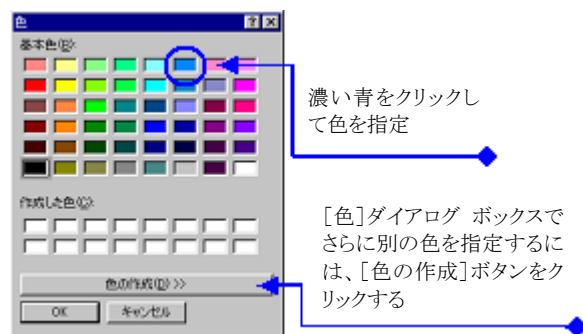 色
基本色(B):
濃い青をクリックし
て色を指定
作成した色(C):
［色］ダイアログ ボックスで
さらに別の色を指定するに
は、［色の作成］ボタンをク
リックする
色の作成(D) >>
OK
キャンセル